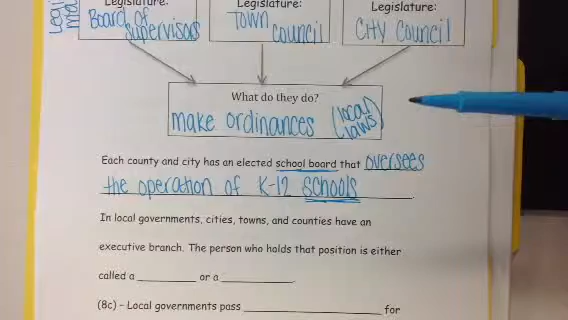 Legislature:
Legislature:
Legislature:
Board of
Supervisors
Town
Council
City Council
What do they do?
make ordinances (local
laws)
Each county and city has an elected school board that oversees
the operation of K-12 schools
In local governments, cities, towns, and counties have an
executive branch. The person who holds that position is either
called a __________ or a ____________
(8c) – Local governments pass ____________________ for